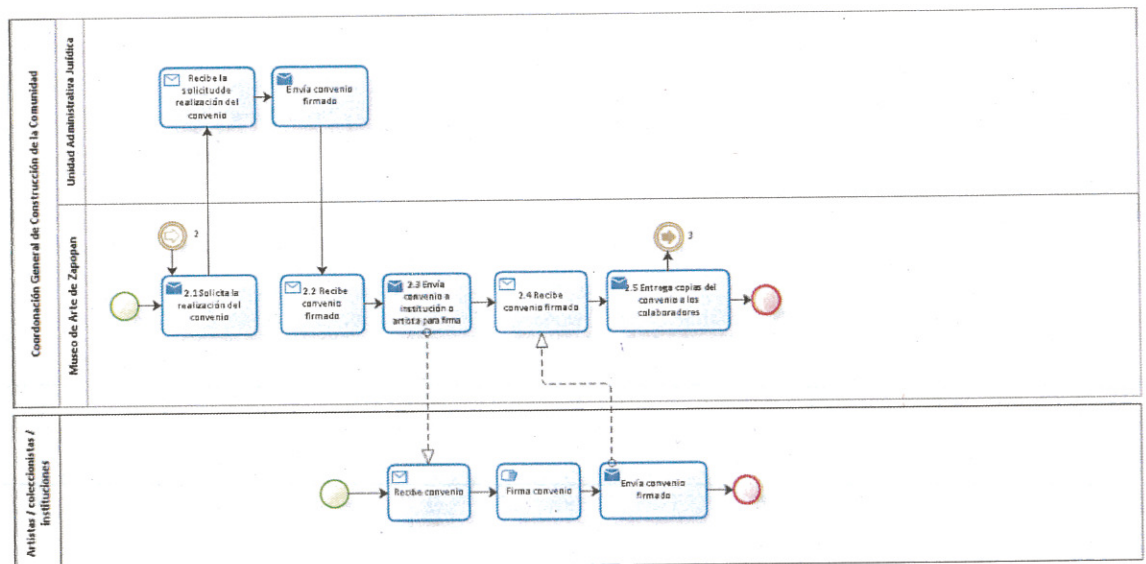 Coordonación General de Construcción de la Comunidad
Unidad Administrativa Jurídica
Recibe la
solicitud de
realización del
convenio
Envía convenio
firmado
Museo de Arte de Zapopan
2
2.1 Solicita la
realización del
convenio
2.2 Recibe
convenio
firmado
2.3 Envía
convenio a
institución o
artista para firma
2.4 Recibe
convenio firmado
3
2.5 Entrega copias del
convenio a los
colaboradores
Artistas / coleccionistas /
instituciones
Recibe convenio
Firma convenio
Envía convenio
firmado